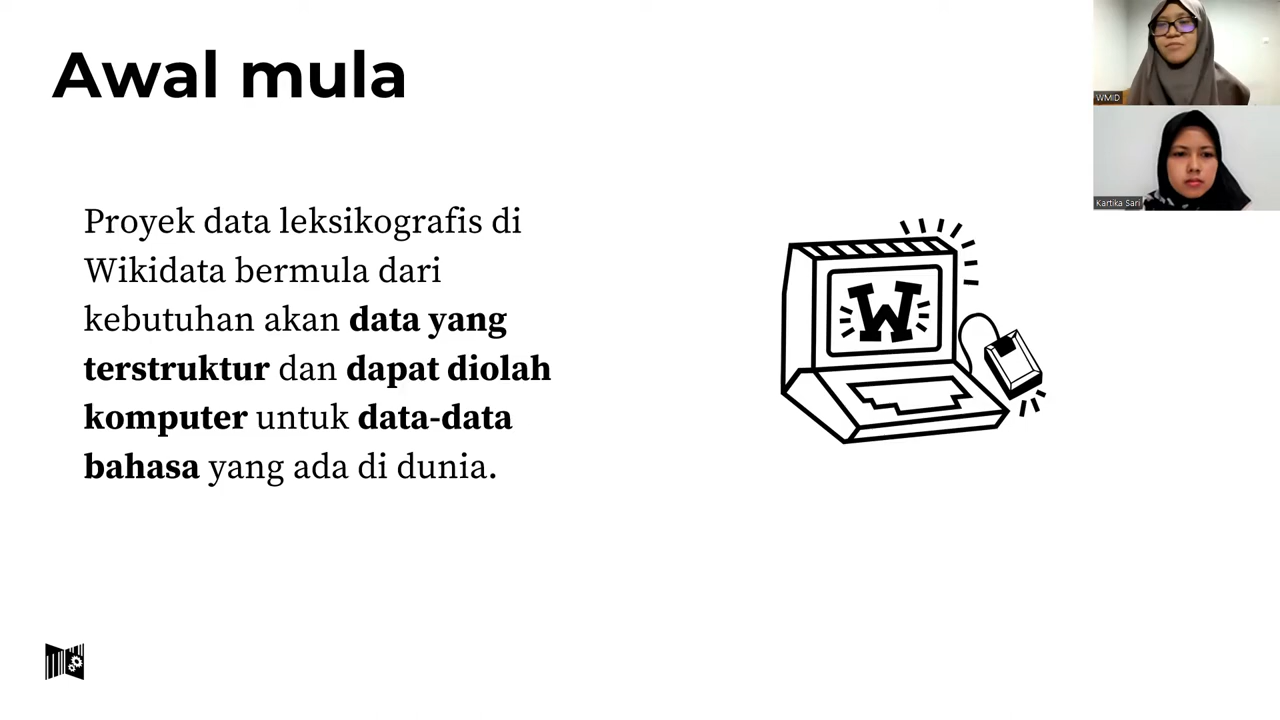 Awal mula
WMID
Kartika Sari
Proyek data leksikografis di
Wikidata bermula dari
kebutuhan akan data yang
terstruktur dan dapat diolah
komputer untuk data-data
bahasa yang ada di dunia.
W